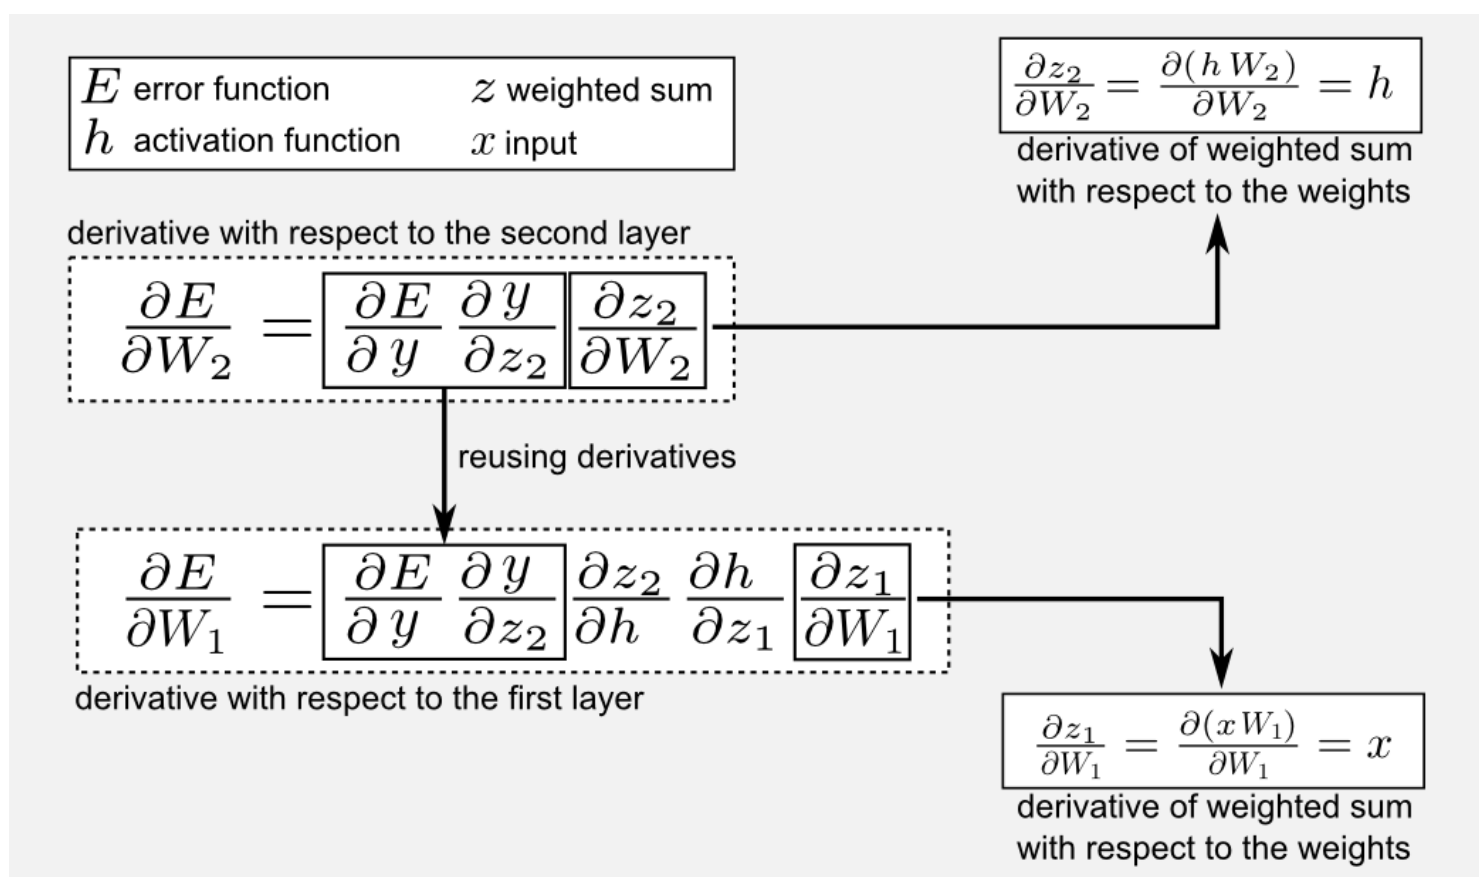 E error function z weighted sum
h activation function x input
∂z₂/∂W₂ = ∂(h W₂)/∂W₂ = h
derivative of weighted sum
with respect to the weights
derivative with respect to the second layer
∂E/∂W₂ = ∂E/∂y ∂y/∂z₂ ∂z₂/∂W₂
reusing derivatives
∂E/∂W₁ = ∂E/∂y ∂y/∂z₂ ∂z₂/∂h ∂h/∂z₁ ∂z₁/∂W₁
derivative with respect to the first layer
∂z₁/∂W₁ = ∂(x W₁)/∂W₁ = x
derivative of weighted sum
with respect to the weights